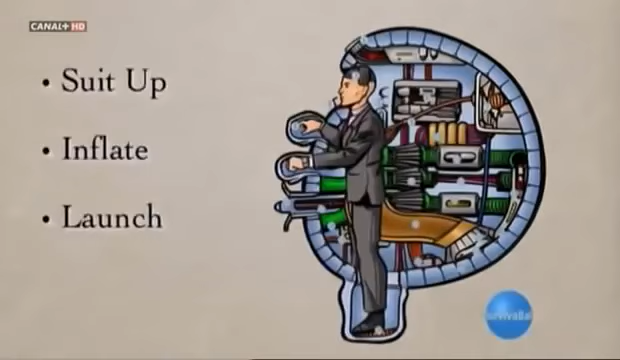 CANAL+ HD
• Suit Up
• Inflate
• Launch